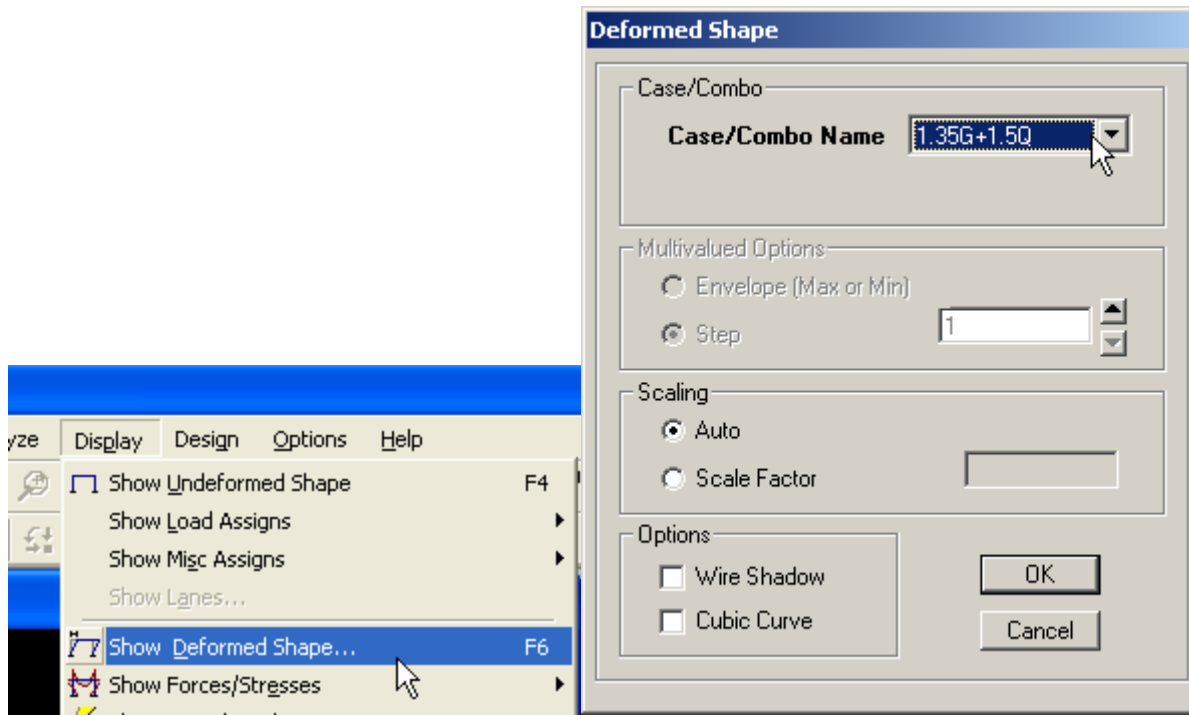 Deformed Shape
Case/Combo
Case/Combo Name 1.35G+1.5Q
Multivalued Options
Envelope (Max or Min)
Step 1
Scaling
Auto
Scale Factor
Options
Wire Shadow
Cubic Curve
OK
Cancel
yze Display Design Options Help
Show Undeformed Shape F4
Show Load Assigns
Show Misc Assigns
Show Lanes...
Show Deformed Shape... F6
Show Forces/Stresses